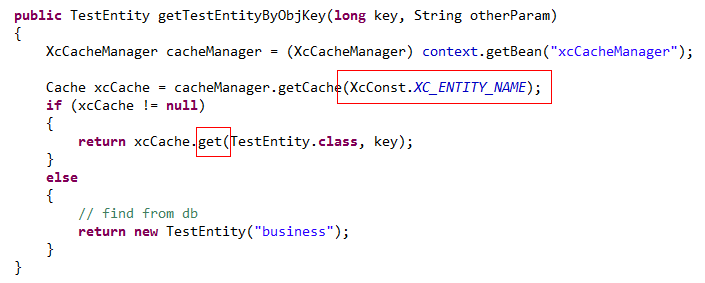 public TestEntity getTestEntityByObjKey(long key, String otherParam)
{
    XcCacheManager cacheManager = (XcCacheManager) context.getBean("xcCacheManager");

    Cache xcCache = cacheManager.getCache(XcConst.XC_ENTITY_NAME);
    if (xcCache != null)
    {
        return xcCache.get(TestEntity.class, key);
    }
    else
    {
        // find from db
        return new TestEntity("business");
    }
}